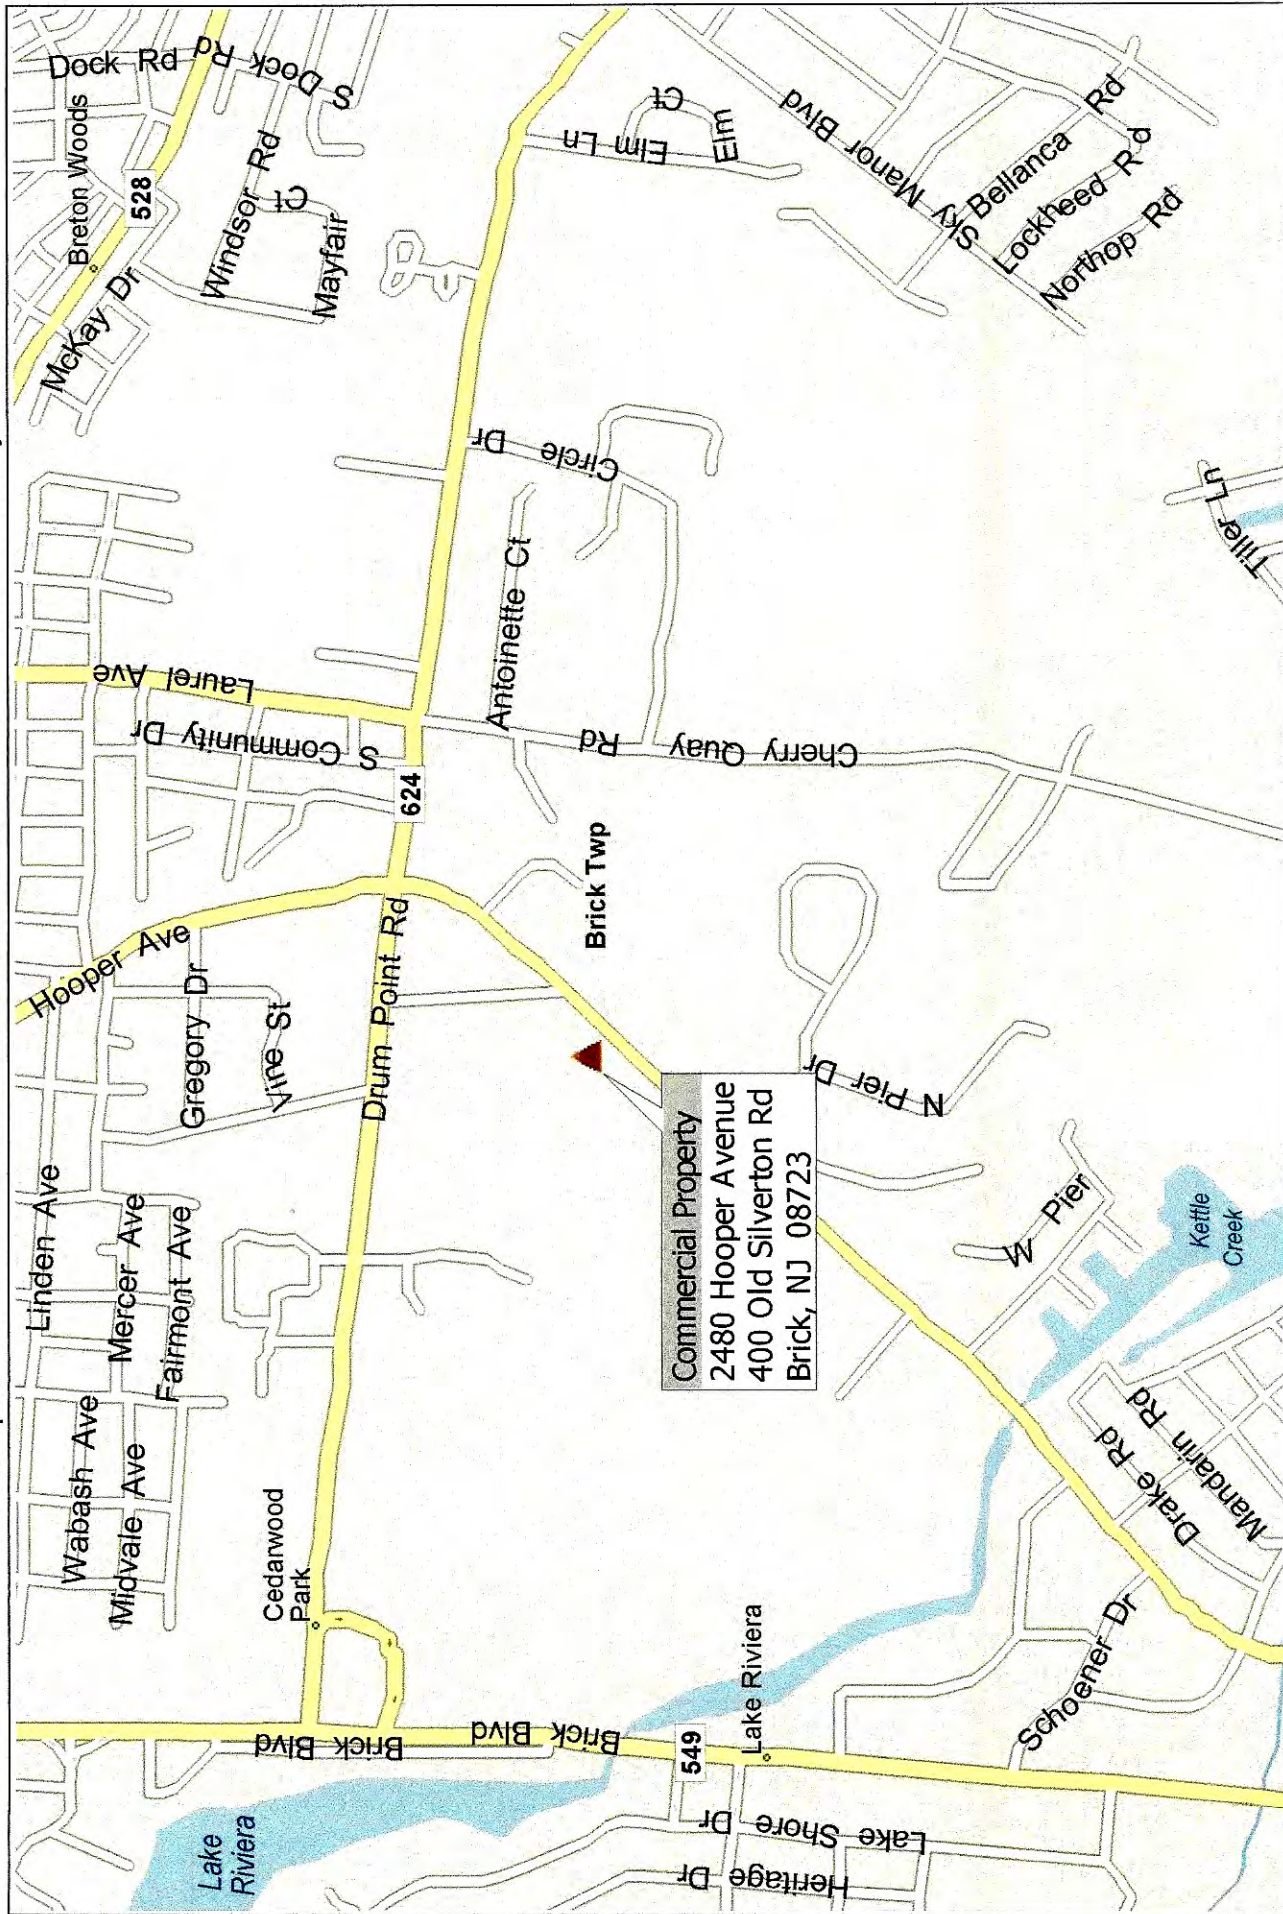 Lake
Riviera
Heritage Dr
Lake Shore Dr
Brick Blvd
Brick Blvd
Brick Blvd
549
Lake Riviera
Cedarwood
Park
Wabash Ave
Midvale Ave
Linden Ave
Mercer Ave
Fairmont Ave
Hooper Ave
Gregory Dr
Vine St
Drum Point Rd
624
S Community Dr
Laurel Ave
McKay Dr
Breton Woods
528
Dock Rd
S Dock Rd
Windsor Rd
Mayfair Ct
Antoinette Ct
Circle Dr
Elm Ln
Elm Ct
Brick Twp
Cherry Quay Rd
Commercial Property
2480 Hooper Avenue
400 Old Silverton Rd
Brick, NJ 08723
N Pier Dr
W Pier
Kettle
Creek
Schoener Dr
Drake Rd
Mandarin Rd
Sky Manor Blvd
Bellanca Rd
Lockheed Rd
Northop Rd
Tiller Ln